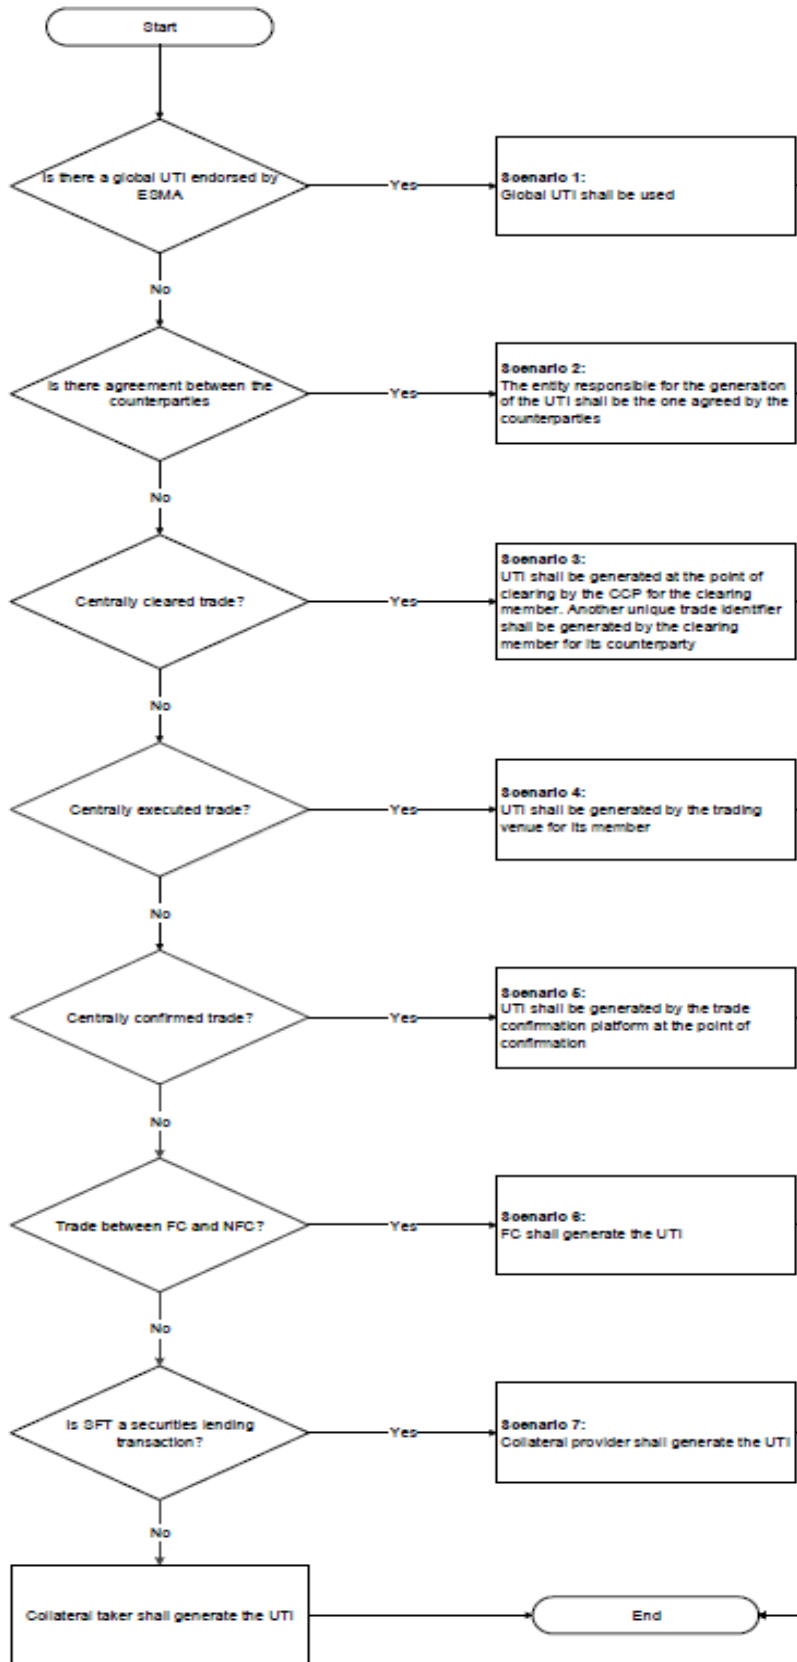 Start
Is there a global UTI endorsed by
ESMA
Yes
Scenario 1:
Global UTI shall be used
No
Is there agreement between the
counterparties
Yes
Scenario 2:
The entity responsible for the generation
of the UTI shall be the one agreed by the
counterparties
No
Centrally cleared trade?
Yes
Scenario 3:
UTI shall be generated at the point of
clearing by the CCP for the clearing
member. Another unique trade identifier
shall be generated by the clearing
member for its counterparty
No
Centrally executed trade?
Yes
Scenario 4:
UTI shall be generated by the trading
venue for its member
No
Centrally confirmed trade?
Yes
Scenario 5:
UTI shall be generated by the trade
confirmation platform at the point of
confirmation
No
Trade between FC and NFC?
Yes
Scenario 6:
FC shall generate the UTI
No
Is SFT a securities lending
transaction?
Yes
Scenario 7:
Collateral provider shall generate the UTI
No
Collateral taker shall generate the UTI
End